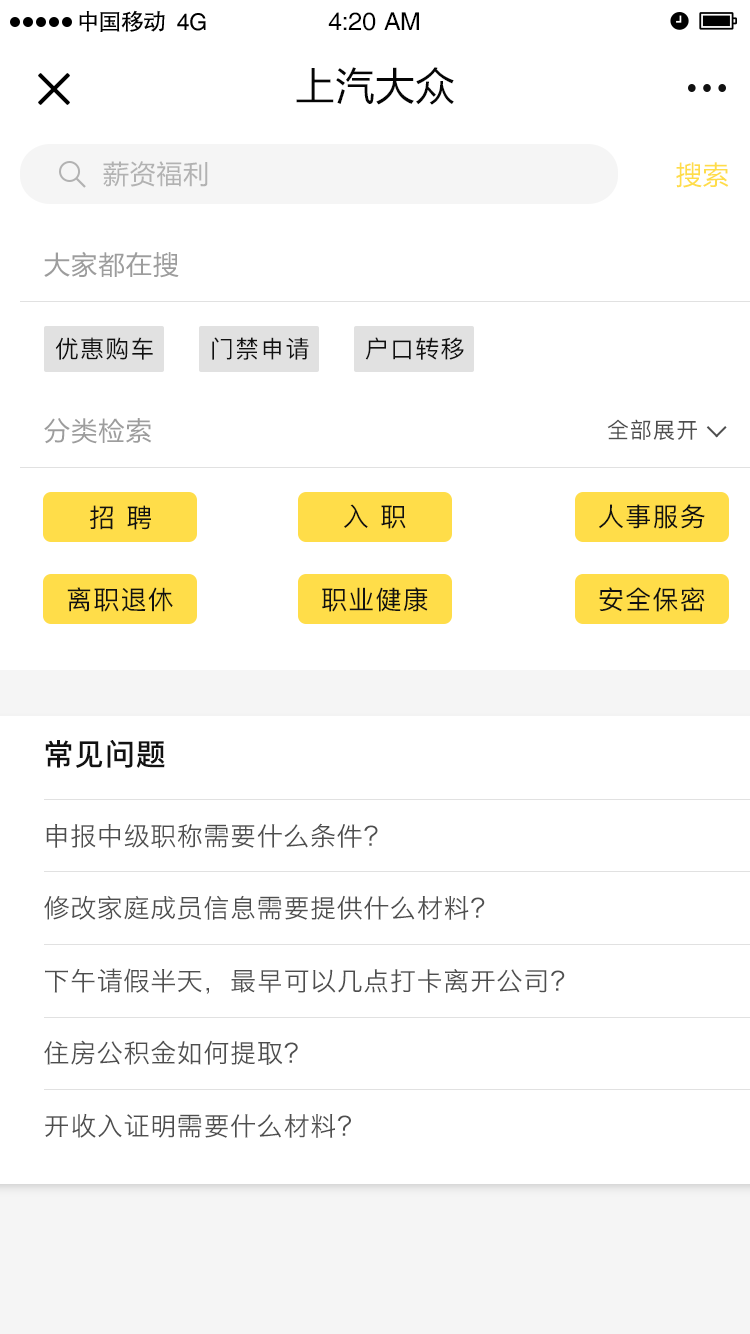 中国移动 4G 4:20 AM
上汽大众
薪资福利 搜索
大家都在搜
优惠购车 门禁申请 户口转移
分类检索 全部展开
招 聘 入 职 人事服务
离职退休 职业健康 安全保密
常见问题
申报中级职称需要什么条件?
修改家庭成员信息需要提供什么材料?
下午请假半天，最早可以几点打卡离开公司?
住房公积金如何提取?
开收入证明需要什么材料?